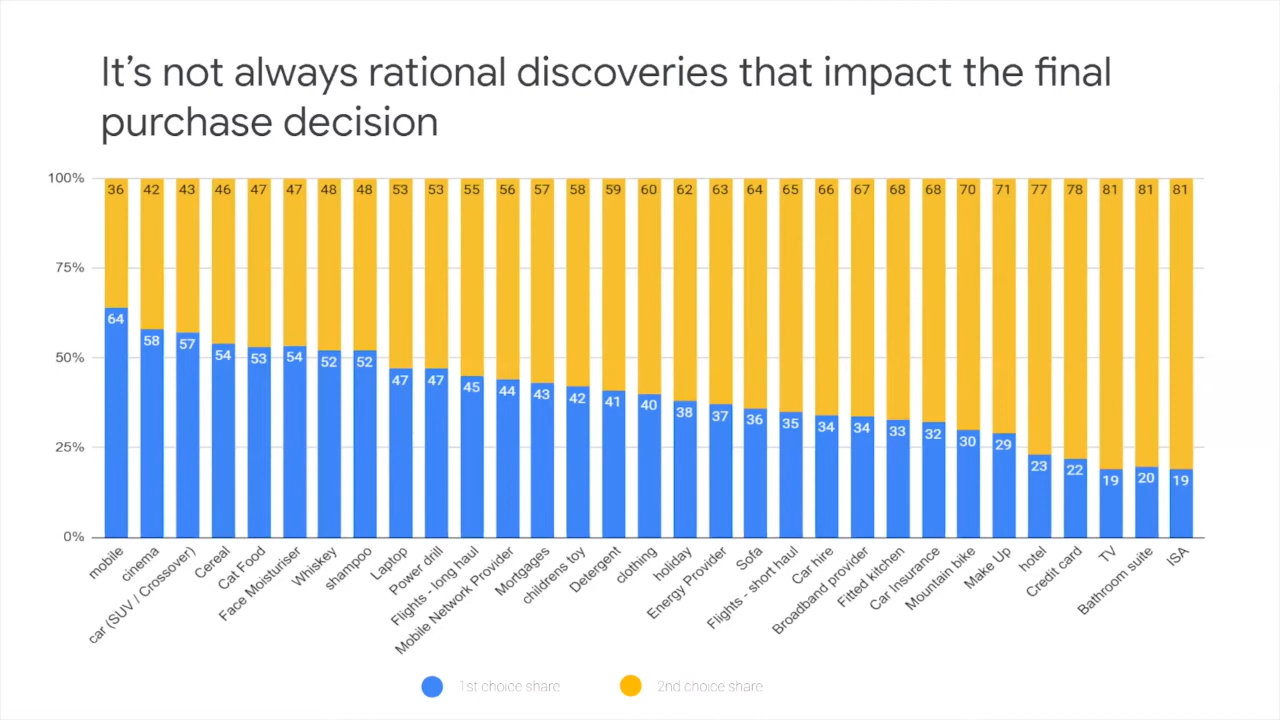 It's not always rational discoveries that impact the final
purchase decision
100%
36 42 43 46 47 47 48 48 53 53 55 56 57 58 59 60 62 63 64 65 66 67 68 68 70 71 77 78 81 81 81
75%
64 58 57 54 53 54 52 52 47 47 45 44 43 42 41 40 38 37 36 35 34 34 33 32 30 29 23 22 19 20 19
50%
25%
0%
mobile
cinema
car (SUV / Crossover)
Cereal
Cat Food
Face Moisturiser
Whiskey
shampoo
Laptop
Power drill
Flights - long haul
Mobile Network Provider
Mortgages
childrens toy
Detergent
clothing
holiday
Energy Provider
Sofa
Flights - short haul
Car hire
Broadband provider
Fitted kitchen
Car Insurance
Mountain bike
Make Up
hotel
Credit card
TV
Bathroom suite
ISA
1st choice share
2nd choice share